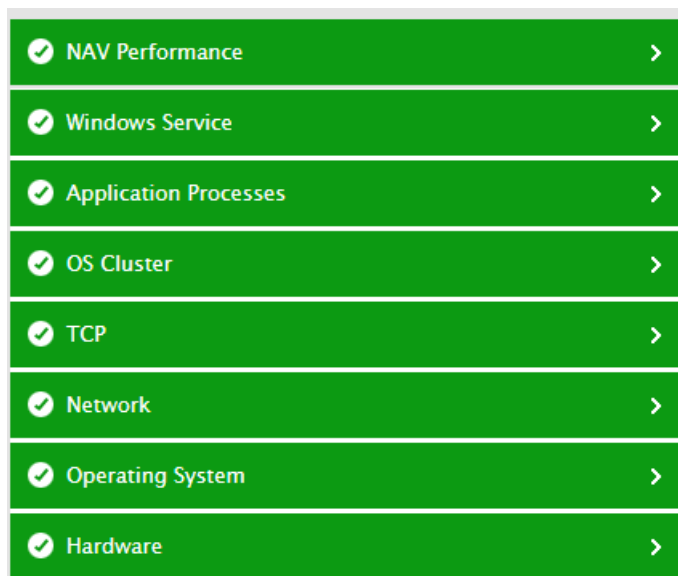 NAV Performance
Windows Service
Application Processes
OS Cluster
TCP
Network
Operating System
Hardware